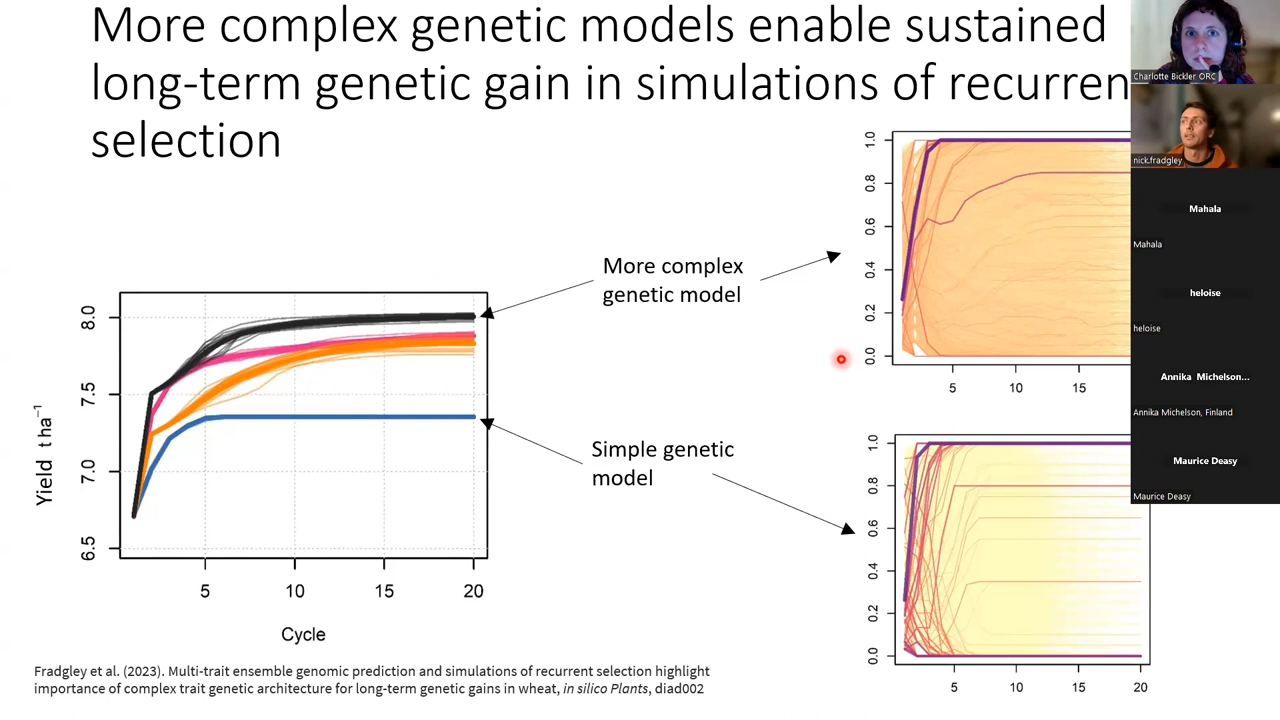 More complex genetic models enable sustained
long-term genetic gain in simulations of recurren
selection
More complex
genetic model
Simple genetic
model
Yield t ha⁻¹
8.0
7.5
7.0
6.5
5 10 15 20
Cycle
1.0
0.8
0.6
0.4
0.2
0.0
5 10 15
1.0
0.8
0.6
0.4
0.2
0.0
5 10 15 20
Fradgley et al. (2023). Multi-trait ensemble genomic prediction and simulations of recurrent selection highlight
importance of complex trait genetic architecture for long-term genetic gains in wheat, in silico Plants, diad002
Charlotte Bickler ORC
nick.fradgley
Mahala
Mahala
heloise
heloise
Annika Michelson...
Annika Michelson, Finland
Maurice Deasy
Maurice Deasy